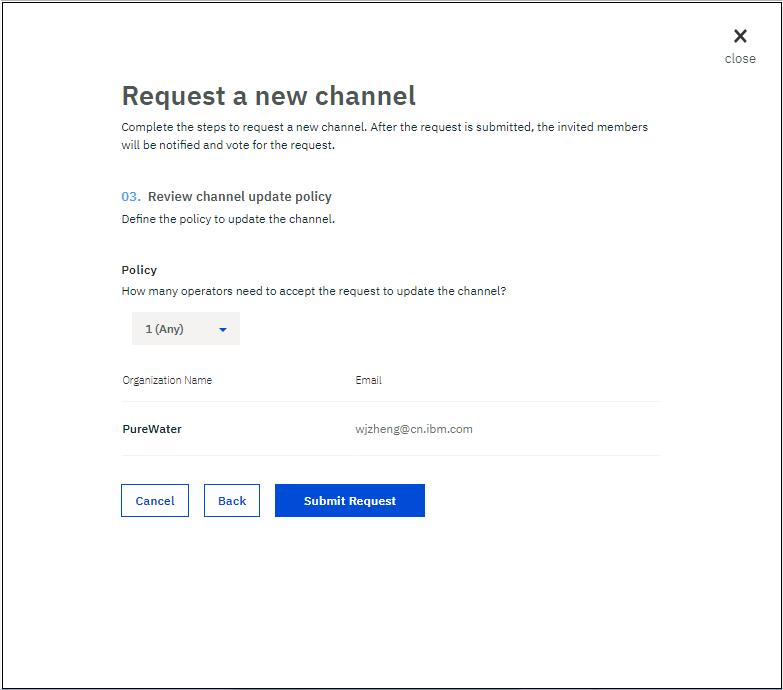 close
Request a new channel
Complete the steps to request a new channel. After the request is submitted, the invited members
will be notified and vote for the request.
03. Review channel update policy
Define the policy to update the channel.
Policy
How many operators need to accept the request to update the channel?
1 (Any)
Organization Name Email
PureWater wjzheng@cn.ibm.com
Cancel Back Submit Request